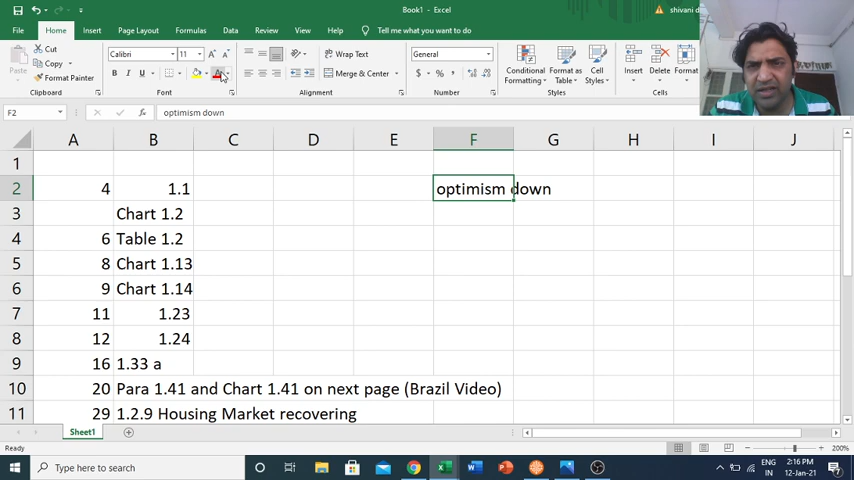 Book1 - Excel
shivani d
File Home Insert Page Layout Formulas Data Review View Help Tell me what you want to do
Cut
Copy
Format Painter
Paste
Clipboard
Calibri 11 A A
B I U A
Font
Wrap Text
Merge & Center
Alignment
General
$ % ,
Number
Conditional Formatting
Format as Table
Cell Styles
Styles
Insert Delete Format
Cells
F2 fx optimism down
A B C D E F G H I J
1
2 4 1.1 optimism down
3 Chart 1.2
4 6 Table 1.2
5 8 Chart 1.13
6 9 Chart 1.14
7 11 1.23
8 12 1.24
9 16 1.33 a
10 20 Para 1.41 and Chart 1.41 on next page (Brazil Video)
11 29 1.2.9 Housing Market recovering
Sheet1
Ready 200%
Type here to search
ENG
IN
2:16 PM
12-Jan-21